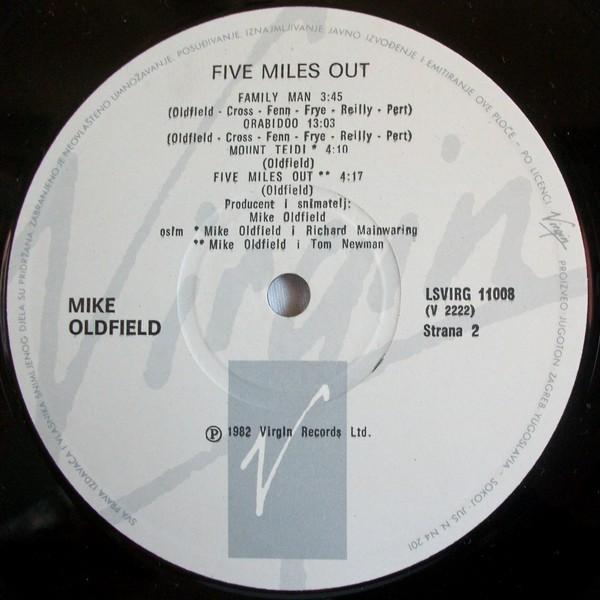 FIVE MILES OUT
FAMILY MAN 3:45
(Oldfield - Cross - Fenn - Frye - Reilly - Pert)
ORABIDOO 13:03
(Oldfield - Cross - Fenn - Frye - Reilly - Pert)
MOUNT TEIDI * 4:10
(Oldfield)
FIVE MILES OUT ** 4:17
(Oldfield)
Producent i snimatelj:
Mike Oldfield
osim * Mike Oldfield i Richard Mainwaring
** Mike Oldfield i Tom Newman
MIKE
OLDFIELD
LSVIRG 11008
(V 2222)
Strana 2
Ⓟ 1982 Virgin Records Ltd.
V
Virgin
SVA PRAVA IZDAVAČA I VLASNIKA SNIMLJENOG DJELA SU PRIDRŽANA. ZABRANJENO JE NEOVLAŠTENO UMNOŽAVANJE, POSUĐIVANJE, IZNAJMLJIVANJE, JAVNO IZVOĐENJE I EMITIRANJE OVE PLOČE - PO LICENCI Virgin PROIZVEO JUGOTON ZAGREB, YUGOSLAVIA - SOKOJ - JUS N. N4 201